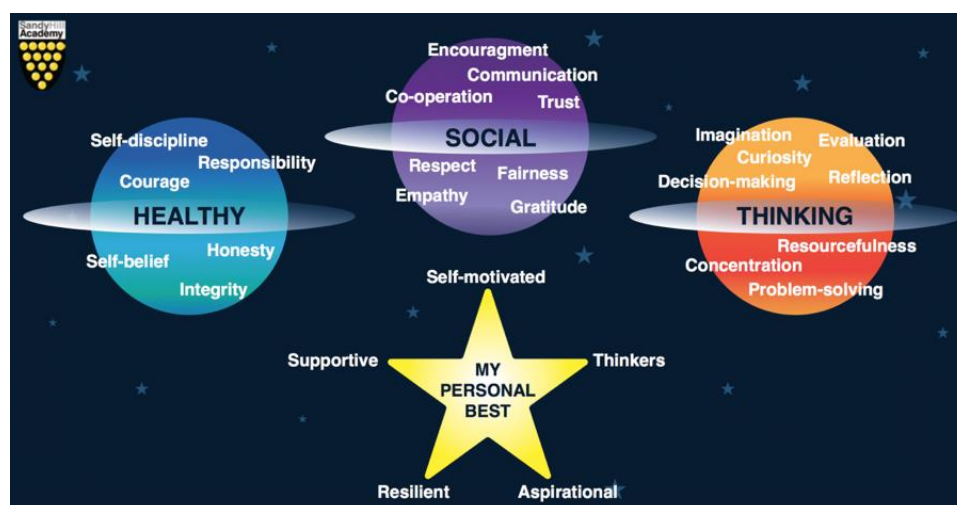 SandyHill
Academy
Encouragment
Communication
Co-operation
Trust
SOCIAL
Respect
Fairness
Empathy
Gratitude
Self-discipline
Responsibility
Courage
HEALTHY
Honesty
Self-belief
Integrity
Imagination
Evaluation
Curiosity
Decision-making
Reflection
THINKING
Resourcefulness
Concentration
Problem-solving
Self-motivated
Supportive
Thinkers
MY
PERSONAL
BEST
Resilient
Aspirational